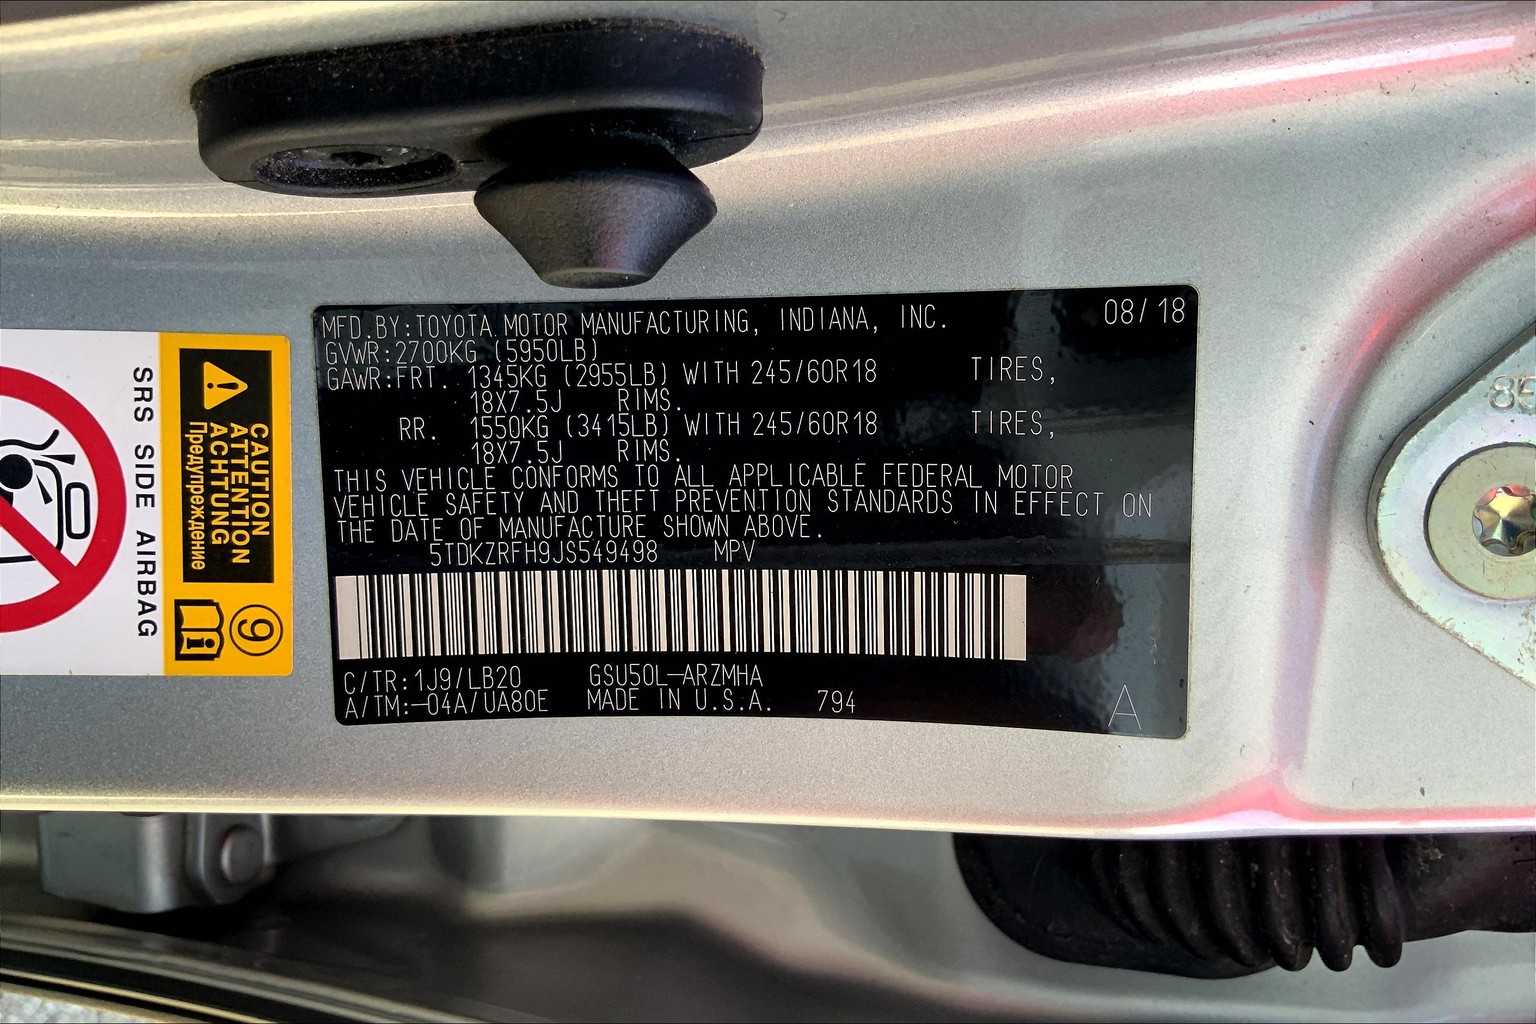 MFD.BY:TOYOTA MOTOR MANUFACTURING, INDIANA, INC. 08/18
GVWR:2700KG (5950LB)
GAWR:FRT. 1345KG (2955LB) WITH 245/60R18 TIRES,
18X7.5J RIMS.
RR. 1550KG (3415LB) WITH 245/60R18 TIRES,
18X7.5J RIMS.
THIS VEHICLE CONFORMS TO ALL APPLICABLE FEDERAL MOTOR
VEHICLE SAFETY AND THEFT PREVENTION STANDARDS IN EFFECT ON
THE DATE OF MANUFACTURE SHOWN ABOVE.
5TDKZRFH9JS549498 MPV
C/TR:1J9/LB20 GSU50L-ARZMHA
A/TM:-04A/UA80E MADE IN U.S.A. 794 A
CAUTION
ATTENTION
ACHTUNG
Предупреждение
9
SRS SIDE AIRBAG